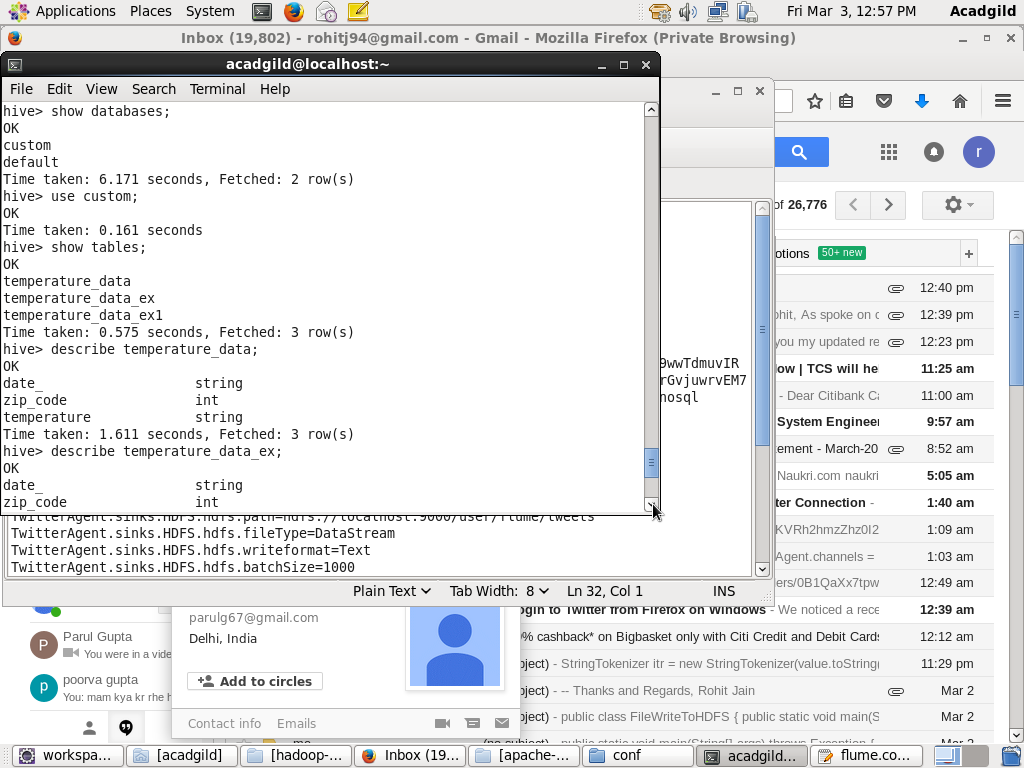 Applications Places System Fri Mar 3, 12:57 PM Acadgild
Inbox (19,802) - rohitj94@gmail.com - Gmail - Mozilla Firefox (Private Browsing)
acadgild@localhost:~
File Edit View Search Terminal Help
hive> show databases;
OK
custom
default
Time taken: 6.171 seconds, Fetched: 2 row(s)
hive> use custom;
OK
Time taken: 0.161 seconds
hive> show tables;
OK
temperature_data
temperature_data_ex
temperature_data_ex1
Time taken: 0.575 seconds, Fetched: 3 row(s)
hive> describe temperature_data;
OK
date_ string
zip_code int
temperature string
Time taken: 1.611 seconds, Fetched: 3 row(s)
hive> describe temperature_data_ex;
OK
date_ string
zip_code int
9wwTdmuvIR
rGvjuwrvEM7
nosql
TwitterAgent.sinks.HDFS.hdfs.path=hdfs://localhost:9000/user/flume/tweets
TwitterAgent.sinks.HDFS.hdfs.fileType=DataStream
TwitterAgent.sinks.HDFS.hdfs.writeformat=Text
TwitterAgent.sinks.HDFS.hdfs.batchSize=1000
Plain Text Tab Width: 8 Ln 32, Col 1 INS
r
of 26,776
otions 50+ new +
12:40 pm
ohit, As spoke on c 12:39 pm
you my updated re 12:23 pm
ow | TCS will he 11:25 am
- Dear Citibank Ca 11:00 am
System Engineer 9:57 am
ement - March-20 8:52 am
Naukri.com naukri 5:05 am
ter Connection - 1:40 am
KVRh2hmzZhz0I2 1:09 am
Agent.channels = 1:03 am
ers/0B1QaXx7tpw 12:49 am
ogin to Twitter from Firefox on Windows - We noticed a rece 12:39 am
0% cashback* on Bigbasket only with Citi Credit and Debit Cards 12:12 am
oject) - StringTokenizer itr = new StringTokenizer(value.toString( 11:29 pm
oject) - -- Thanks and Regards, Rohit Jain Mar 2
oject) - public class FileWriteToHDFS { public static void main(S Mar 2
me (no subject) - public static void main(String[] args) throws Exception { Mar 2
Parul Gupta
You were in a vide
poorva gupta
You: mam kya kr rhe h
parulg67@gmail.com
Delhi, India
Add to circles
Contact info Emails
workspa... [acadgild] [hadoop-... Inbox (19... [apache-... conf acadgild... flume.co...